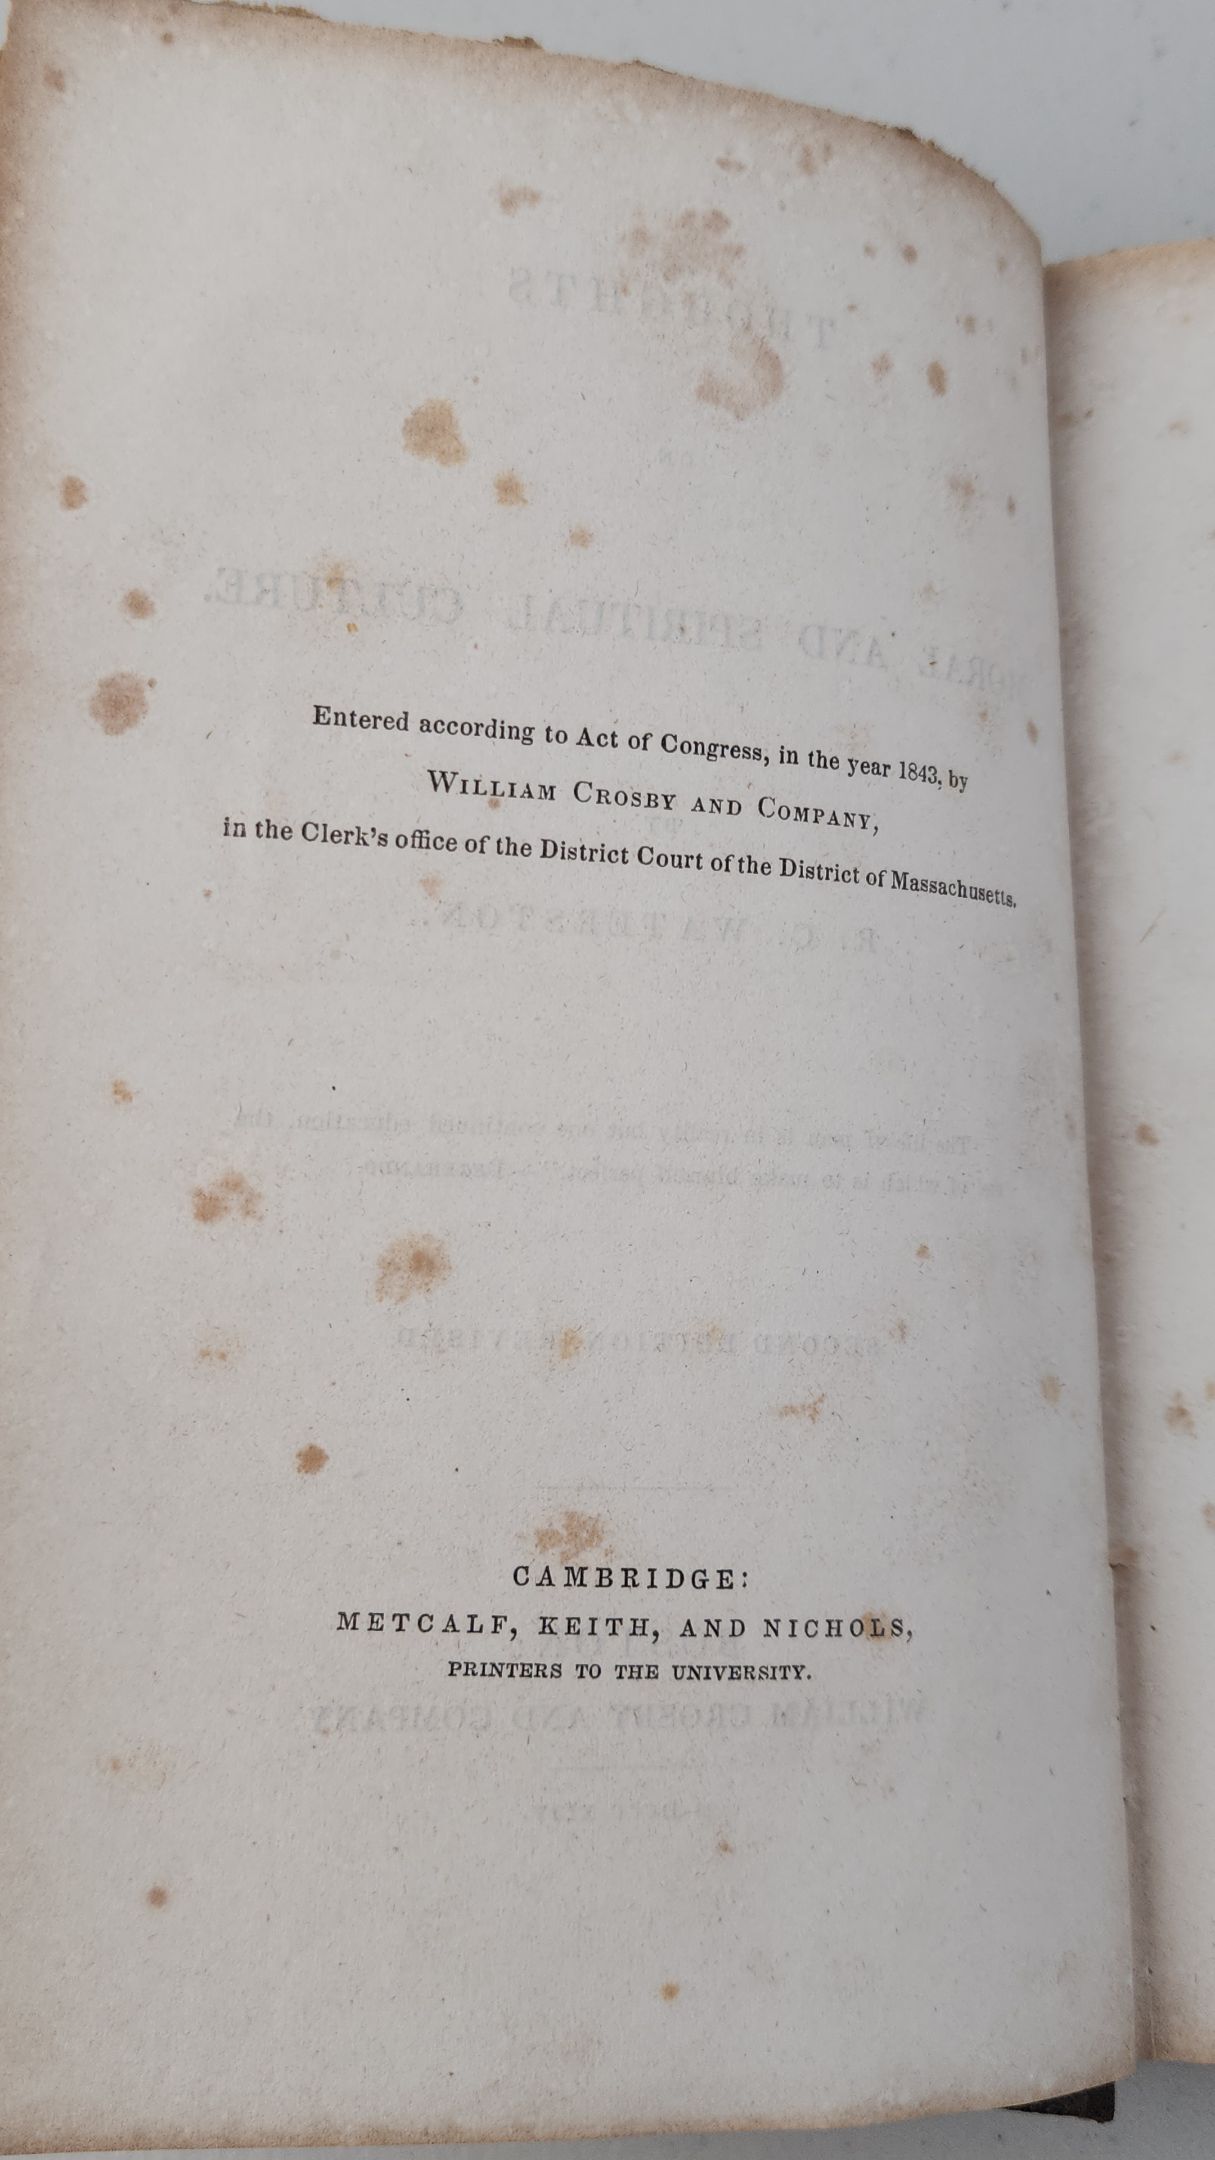 Entered according to Act of Congress, in the year 1843, by
WILLIAM CROSBY AND COMPANY,
in the Clerk's office of the District Court of the District of Massachusetts.
CAMBRIDGE:
METCALF, KEITH, AND NICHOLS,
PRINTERS TO THE UNIVERSITY.